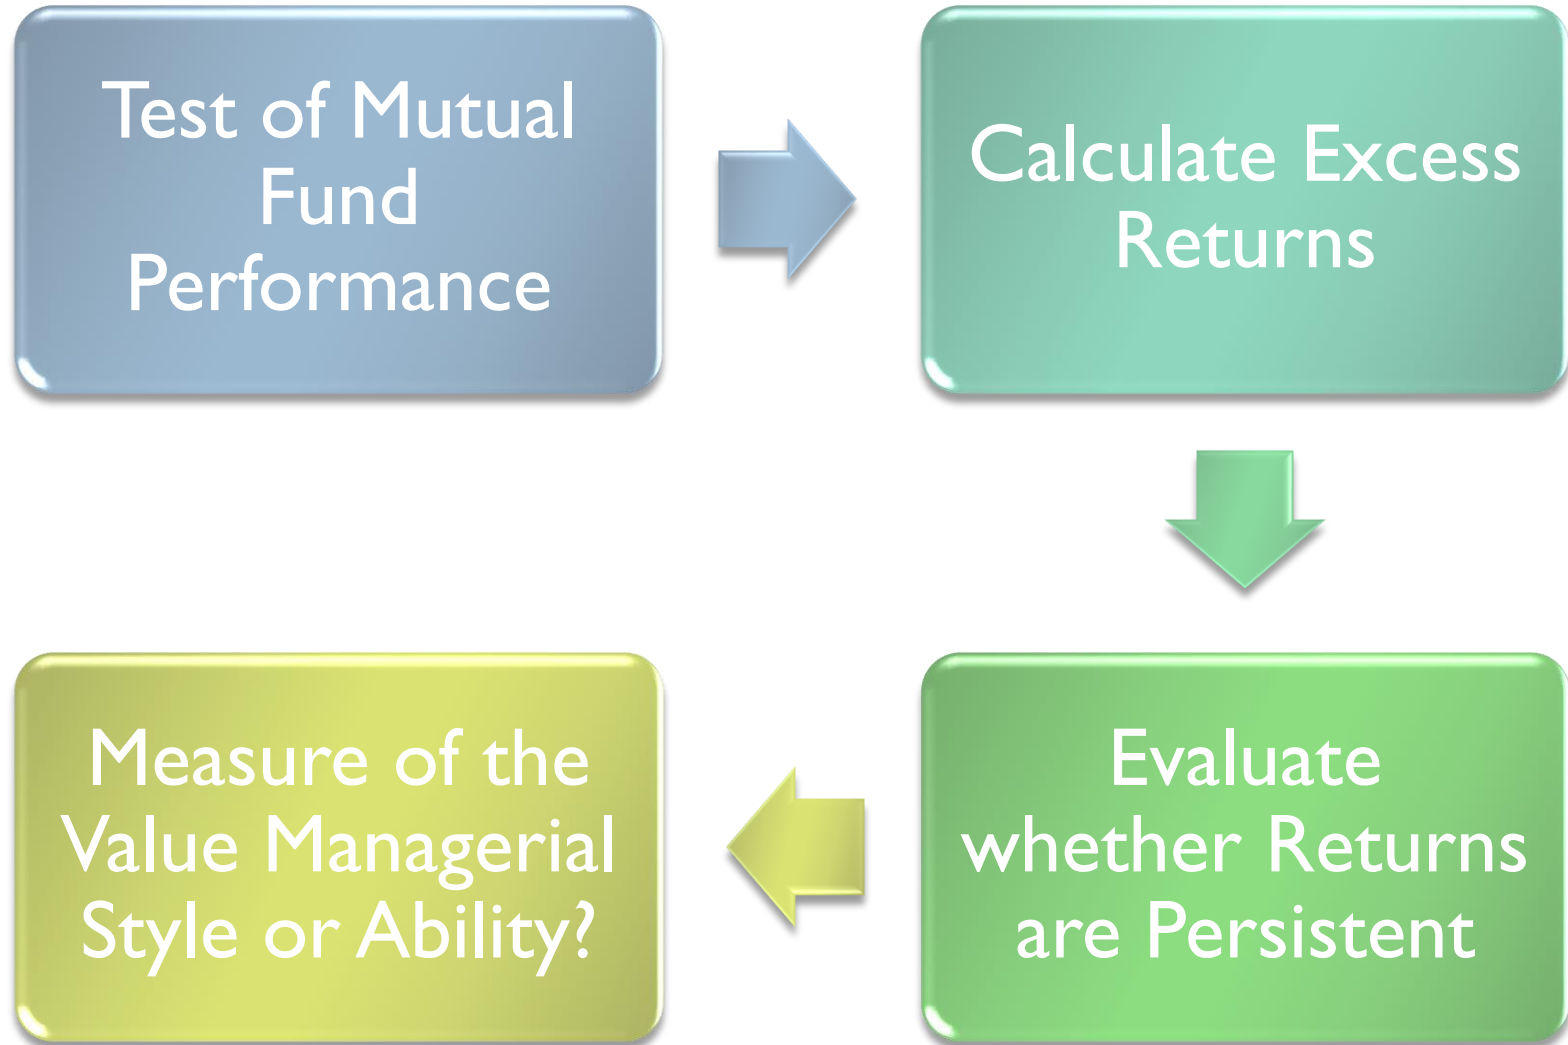 Test of Mutual
Fund
Performance
Calculate Excess
Returns
Evaluate
whether Returns
are Persistent
Measure of the
Value Managerial
Style or Ability?